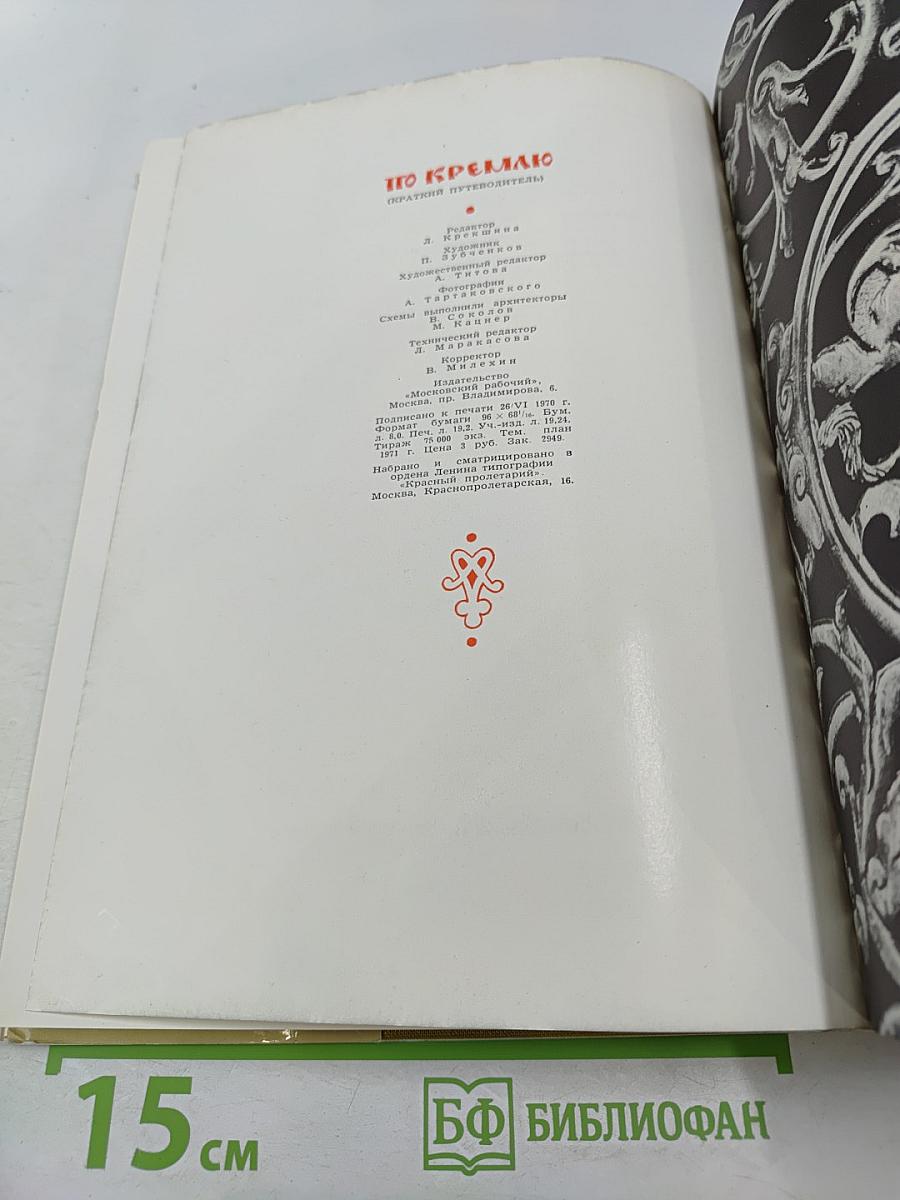 ПО КРЕМЛЮ
(КРАТКИЙ ПУТЕВОДИТЕЛЬ)
Редактор
Л. Крекшина
Художник
П. Зубченков
Художественный редактор
А. Титова
Фотографии
А. Тартаковского
Схемы выполнили архитекторы
В. Соколов
М. Кацнер
Технический редактор
Л. Маракасова
Корректор
В. Милехин
Издательство
«Московский рабочий»,
Москва, пр. Владимирова, 6.
Подписано к печати 26/VI 1970 г.
Формат бумаги 96 × 68¹/₁₆. Бум.
л. 8,0. Печ. л. 19,2. Уч.-изд. л. 19,24.
Тираж 75 000 экз. Тем. план
1971 г. Цена 3 руб. Зак. 2949.
Набрано и сматрицировано в
ордена Ленина типографии
«Красный пролетарий».
Москва, Краснопролетарская, 16.
15 см
БФ БИБЛИОФАН